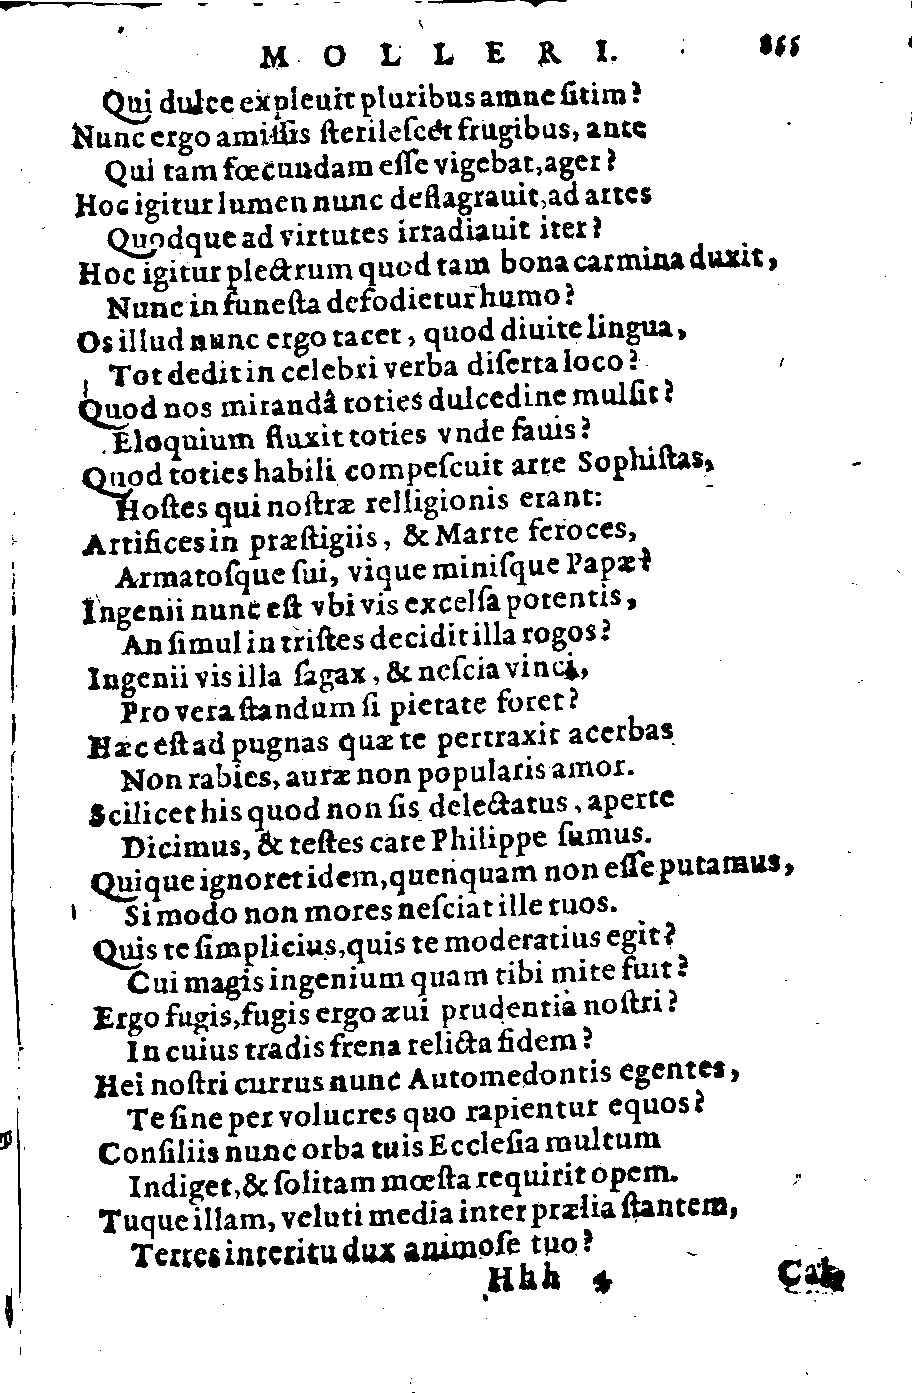 MOLLERI. 855
Qui dulce expleuit pluribus amne ſitim?
Nunc ergo amiſſis ſterileſcet frugibus, ante
Qui tam fœcundam eſſe vigebat, ager?
Hoc igitur lumen nunc deflagrauit, ad artes
Quodque ad virtutes irradiauit iter?
Hoc igitur plectrum quod tam bona carmina duxit,
Nunc in funeſta defodietur humo?
Os illud nunc ergo tacet, quod diuite lingua,
Tot dedit in celebri verba diſerta loco?
Quod nos mirandâ toties dulcedine mulſit?
Eloquium fluxit toties vnde fauis?
Quod toties habili compeſcuit arte Sophiſtas,
Hoſtes qui noſtræ relligionis erant:
Artifices in præſtigiis, & Marte feroces,
Armatoſque ſui, vique miniſque Papæ?
Ingenii nunc eſt vbi vis excelſa potentis,
An ſimul in triſtes decidit illa rogos?
Ingenii vis illa ſagax, & neſcia vinci,
Pro vera ſtandum ſi pietate foret?
Hæc eſt ad pugnas quæ te pertraxit acerbas
Non rabies, auræ non popularis amor.
Scilicet his quod non ſis delectatus, aperte
Dicimus, & teſtes care Philippe ſumus.
Quique ignoret idem, quenquam non eſſe putamus,
Si modo non mores neſciat ille tuos.
Quis te ſimplicius, quis te moderatius egit?
Cui magis ingenium quam tibi mite fuit?
Ergo fugis, fugis ergo æui prudentia noſtri?
In cuius tradis frena relicta fidem?
Hei noſtri currus nunc Automedontis egentes,
Te ſine per volucres quo rapientur equos?
Conſiliis nunc orba tuis Eccleſia multum
Indiget, & ſolitam mœſta requirit opem.
Tuque illam, veluti media inter prælia ſtantem,
Terres interitu dux animoſe tuo?
Hhh 4